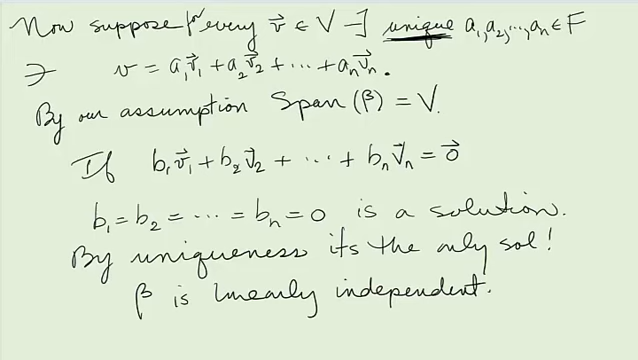 Now suppose for every v⃗ ∈ V ∃ unique a₁, a₂, ..., aₙ ∈ F
∋ v = a₁v⃗₁ + a₂v⃗₂ + ... + aₙv⃗ₙ.
By our assumption Span(β) = V.
If b₁v⃗₁ + b₂v⃗₂ + ... + bₙv⃗ₙ = 0⃗
b₁ = b₂ = ... = bₙ = 0 is a solution.
By uniqueness its the only sol!
β is linearly independent.